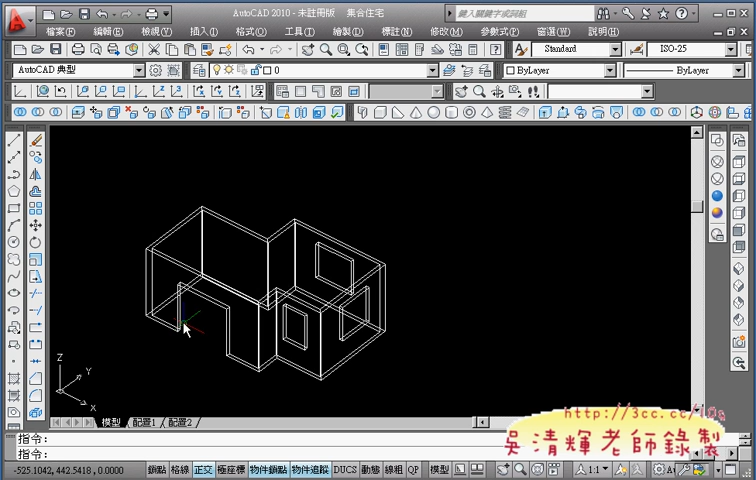 AutoCAD 2010 - 未註冊版 集合住宅
鍵入關鍵字或詞組
檔案(F) 編輯(E) 檢視(V) 插入(I) 格式(O) 工具(T) 繪製(D) 標註(N) 修改(M) 參數式(P) 視窗(W) 說明(H)
Standard ISO-25
AutoCAD 典型 0 ByLayer ByLayer
Z
Y
X
模型 配置1 配置2
http://3cc.cc/10g
吳清輝老師錄製
指令:
指令:
-525.1042, 442.5418, 0.0000 鎖點 格線 正交 極座標 物件鎖點 物件追蹤 DUCS 動態 線粗 QP 模型 1:1